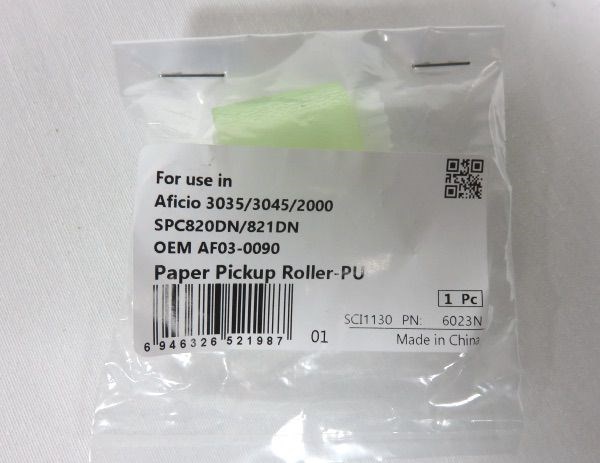 For use in
Aficio 3035/3045/2000
SPC820DN/821DN
OEM AF03-0090
Paper Pickup Roller-PU
1 Pc
SCI1130 PN: 6023N
6 946326 521987 01
Made in China